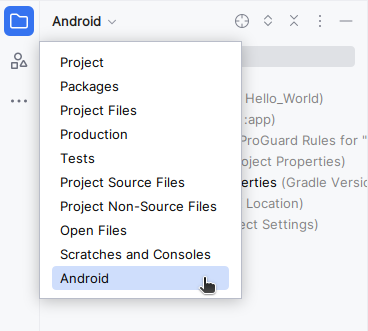 Android
Project
Packages
Project Files
Hello_World)
:app)
Production
ProGuard Rules for "
Tests
oject Properties)
Project Source Files
erties (Gradle Versio
Project Non-Source Files
Location)
Open Files
ect Settings)
Scratches and Consoles
Android